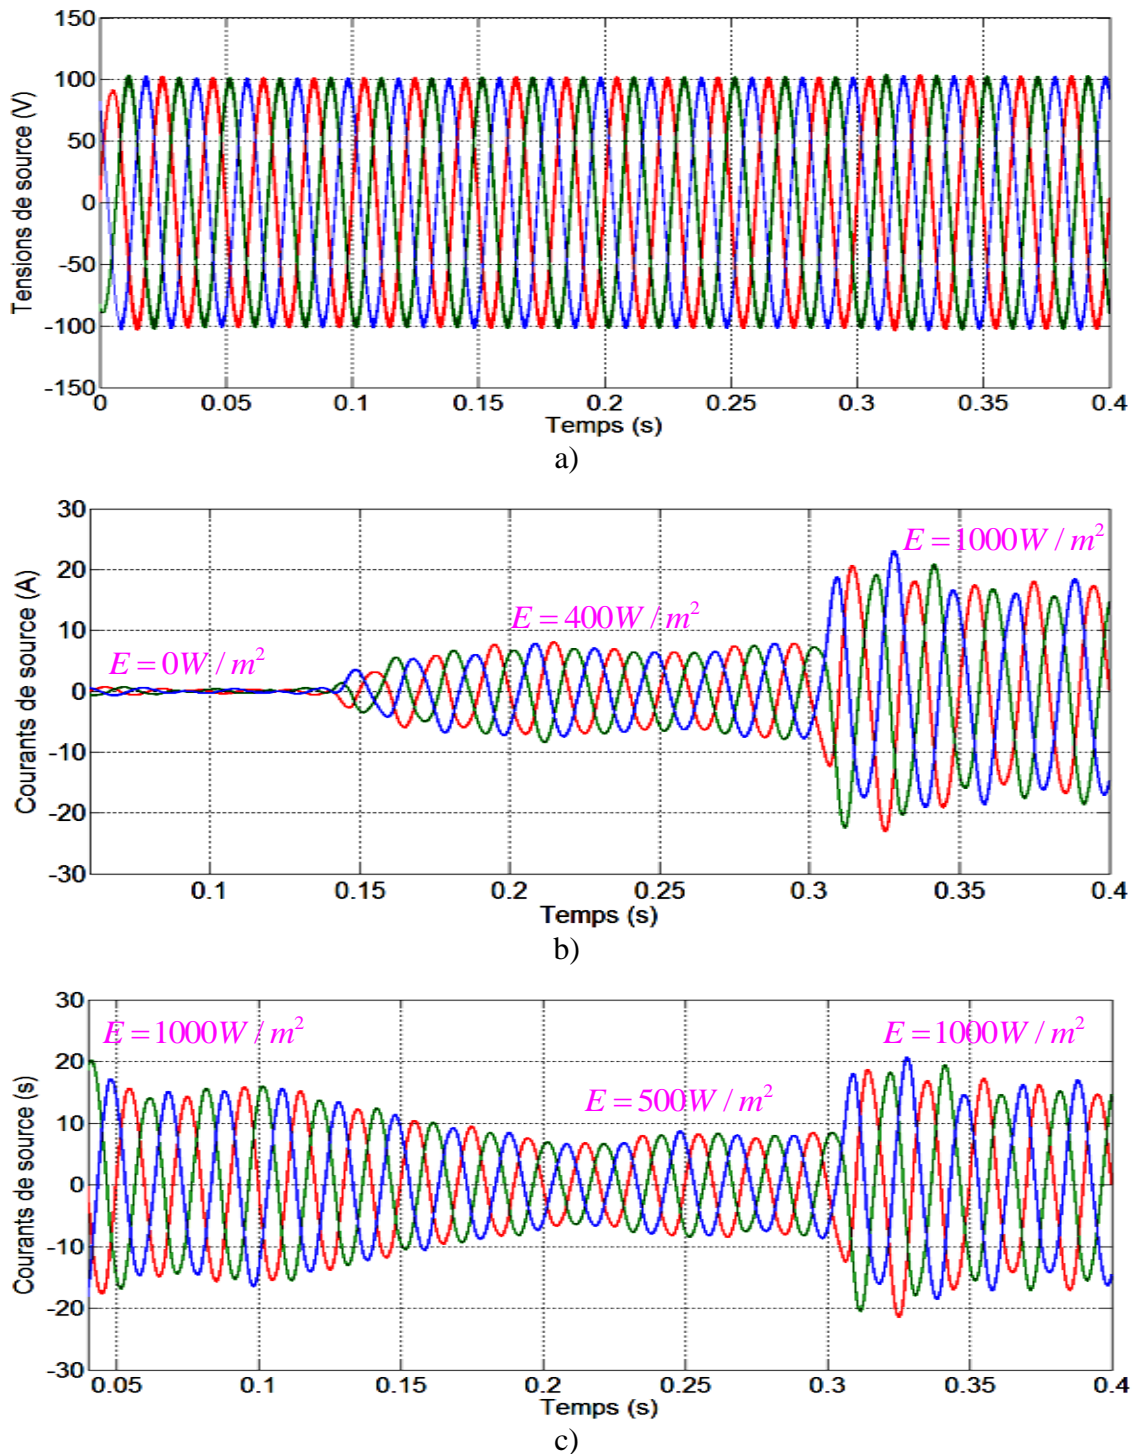 150
100
50
0
-50
-100
-150
Tensions de source (V)
0 0.05 0.1 0.15 0.2 0.25 0.3 0.35 0.4
Temps (s)
a)
30
20
10
0
-10
-20
-30
Courants de source (A)
E = 0W / m²
E = 400W / m²
E = 1000W / m²
0.1 0.15 0.2 0.25 0.3 0.35 0.4
Temps (s)
b)
30
20
10
0
-10
-20
-30
Courants de source (s)
E = 1000W / m²
E = 500W / m²
E = 1000W / m²
0.05 0.1 0.15 0.2 0.25 0.3 0.35 0.4
Temps (s)
c)